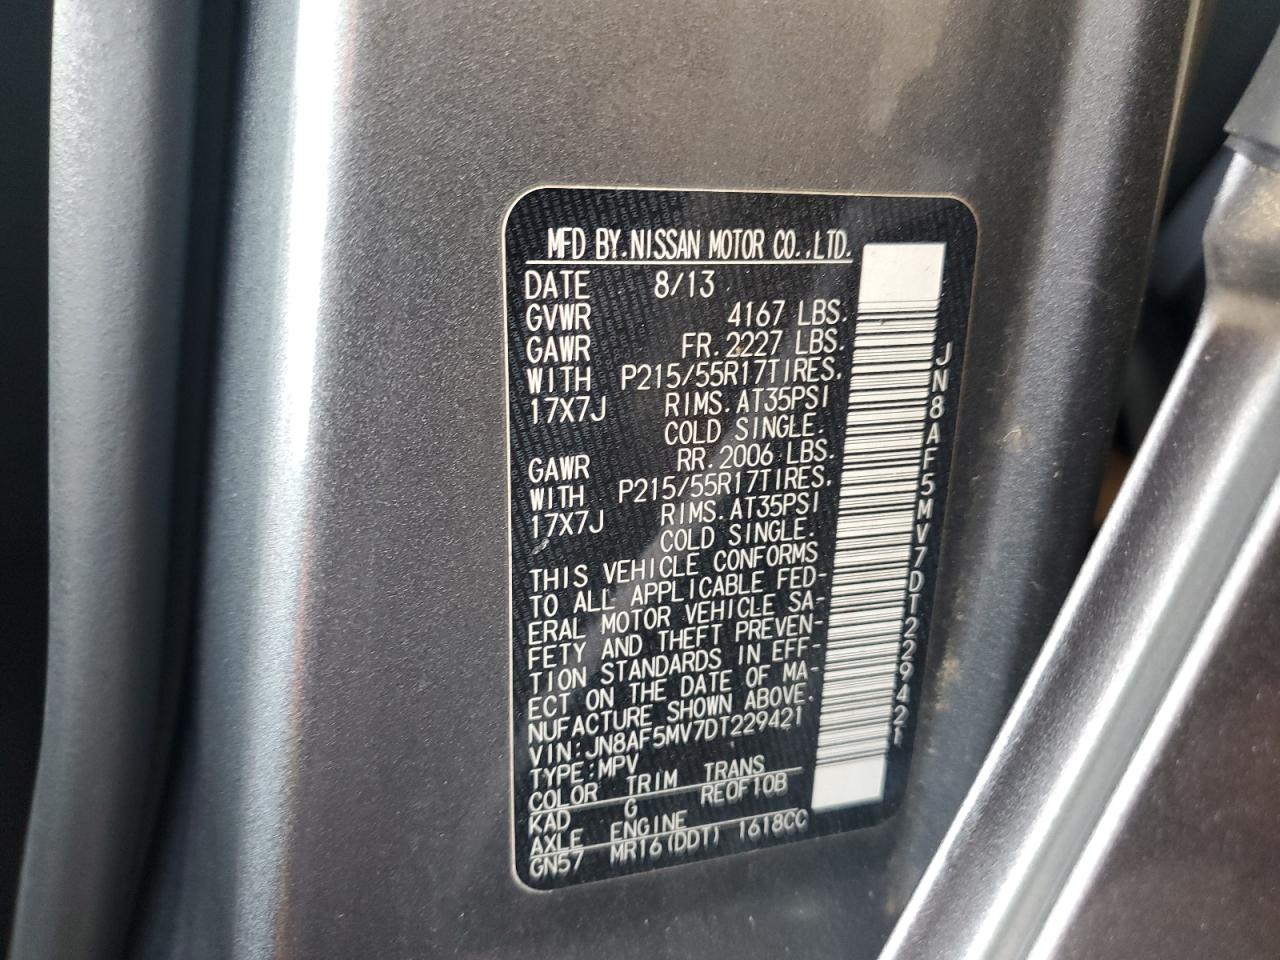 MFD BY.NISSAN MOTOR CO.,LTD.
DATE 8/13
GVWR 4167 LBS.
GAWR FR.2227 LBS.
WITH P215/55R17TIRES.
17X7J RIMS.AT35PSI
COLD SINGLE.
GAWR RR.2006 LBS.
WITH P215/55R17TIRES.
17X7J RIMS.AT35PSI
COLD SINGLE.
THIS VEHICLE CONFORMS
TO ALL APPLICABLE FED-
ERAL MOTOR VEHICLE SA-
FETY AND THEFT PREVEN-
TION STANDARDS IN EFF-
ECT ON THE DATE OF MA-
NUFACTURE SHOWN ABOVE.
VIN:JN8AF5MV7DT229421
TYPE:MPV
COLOR TRIM TRANS
KAD G RE0F10B
AXLE ENGINE
GN57 MR16(DDT) 1618CC
JN8AF5MV7DT229421